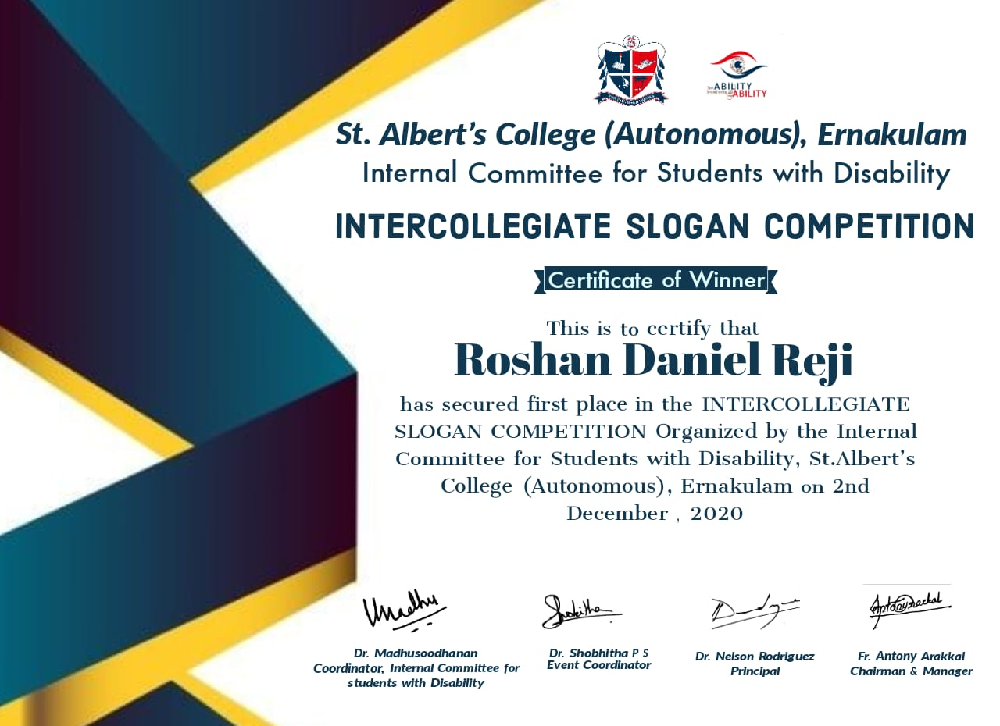 ABILITY
ABILITY
St. Albert's College (Autonomous), Ernakulam
Internal Committee for Students with Disability
INTERCOLLEGIATE SLOGAN COMPETITION
Certificate of Winner
This is to certify that
Roshan Daniel Reji
has secured first place in the INTERCOLLEGIATE
SLOGAN COMPETITION Organized by the Internal
Committee for Students with Disability, St.Albert's
College (Autonomous), Ernakulam on 2nd
December , 2020
Dr. Madhusoodhanan
Coordinator, Internal Committee for
students with Disability
Dr. Shobhitha P S
Event Coordinator
Dr. Nelson Rodriguez
Principal
Fr. Antony Arakkal
Chairman & Manager